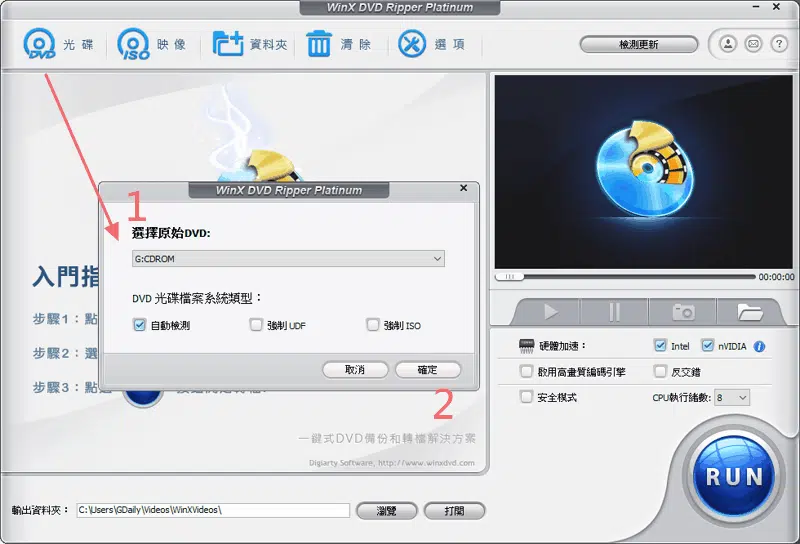 WinX DVD Ripper Platinum
DVD 光碟
ISO 映像
資料夾
清除
選項
檢測更新
WinX DVD Ripper Platinum
1
選擇原始DVD:
G:CDROM
DVD 光碟檔案系統類型：
自動檢測
強制 UDF
強制 ISO
取消
確定
2
入門指
步驟1：點
步驟2：選
步驟3：點
一鍵式DVD備份和轉檔解決方案
Digiarty Software, http://www.winxdvd.com
00:00:00
硬體加速：
Intel
nVIDIA
啟用高畫質編碼引擎
反交錯
安全模式
CPU執行緒數: 8
RUN
輸出資料夾：
C:\Users\GDaily\Videos\WinXVideos\
瀏覽
打開